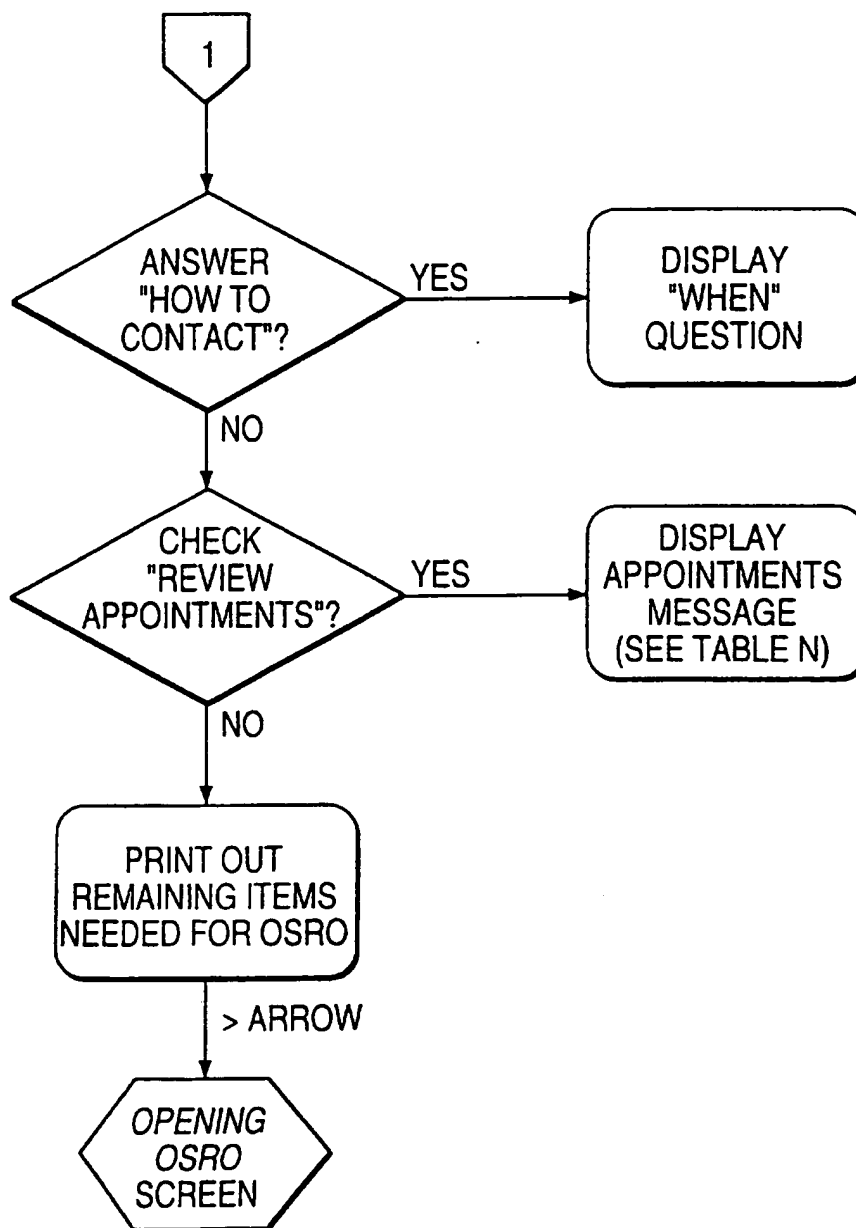 1
ANSWER
"HOW TO
CONTACT"?
YES
DISPLAY
"WHEN"
QUESTION
NO
CHECK
"REVIEW
APPOINTMENTS"?
YES
DISPLAY
APPOINTMENTS
MESSAGE
(SEE TABLE N)
NO
PRINT OUT
REMAINING ITEMS
NEEDED FOR OSRO
> ARROW
OPENING
OSRO
SCREEN